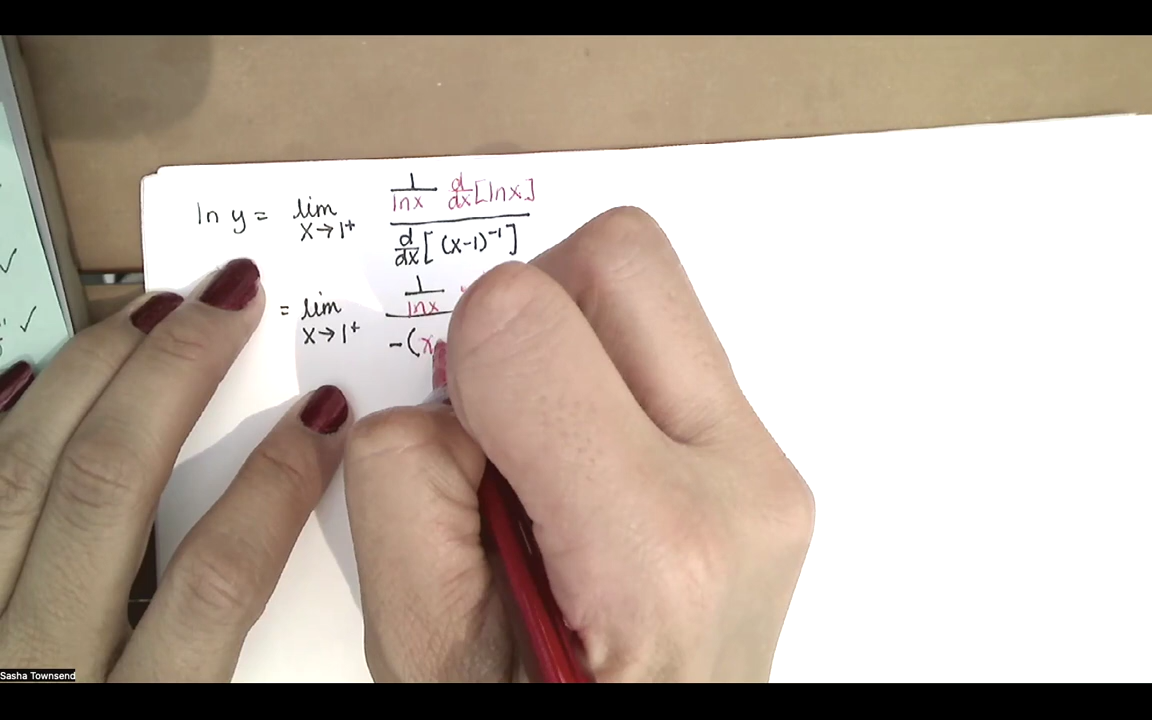 ln y = lim x→1⁺ (1/ln x d/dx [ln x]) / (d/dx [(x-1)⁻¹])
= lim x→1⁺ (1/ln x) / (-(x
Sasha Townsend